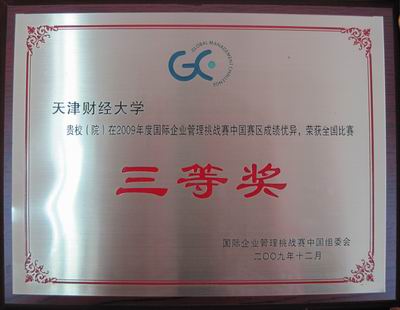 GLOBAL MANAGEMENT CHALLENGE
GC
天津财经大学
贵校(院)在2009年度国际企业管理挑战赛中国赛区成绩优异，荣获全国比赛
三等奖
国际企业管理挑战赛中国组委会
二〇〇九年十二月